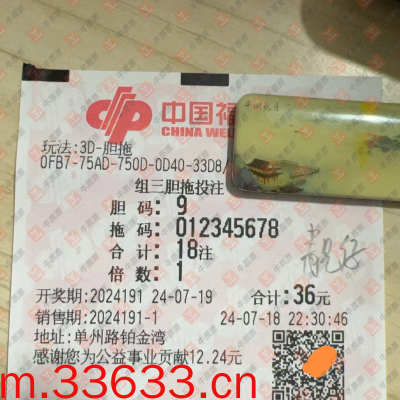 中国福
CHINA WEL
玩法:3D-胆拖
0FB7-75AD-750D-0D40-33D8/
组三胆拖投注
胆 码: 9
拖 码: 012345678
合 计: 18注
倍 数: 1
开奖期:2024191 24-07-19 合计:36元
销售期:2024191-1 24-07-18 22:30:46
地址:单州路铂金湾
感谢您为公益事业贡献12.24元
m.33633.cn